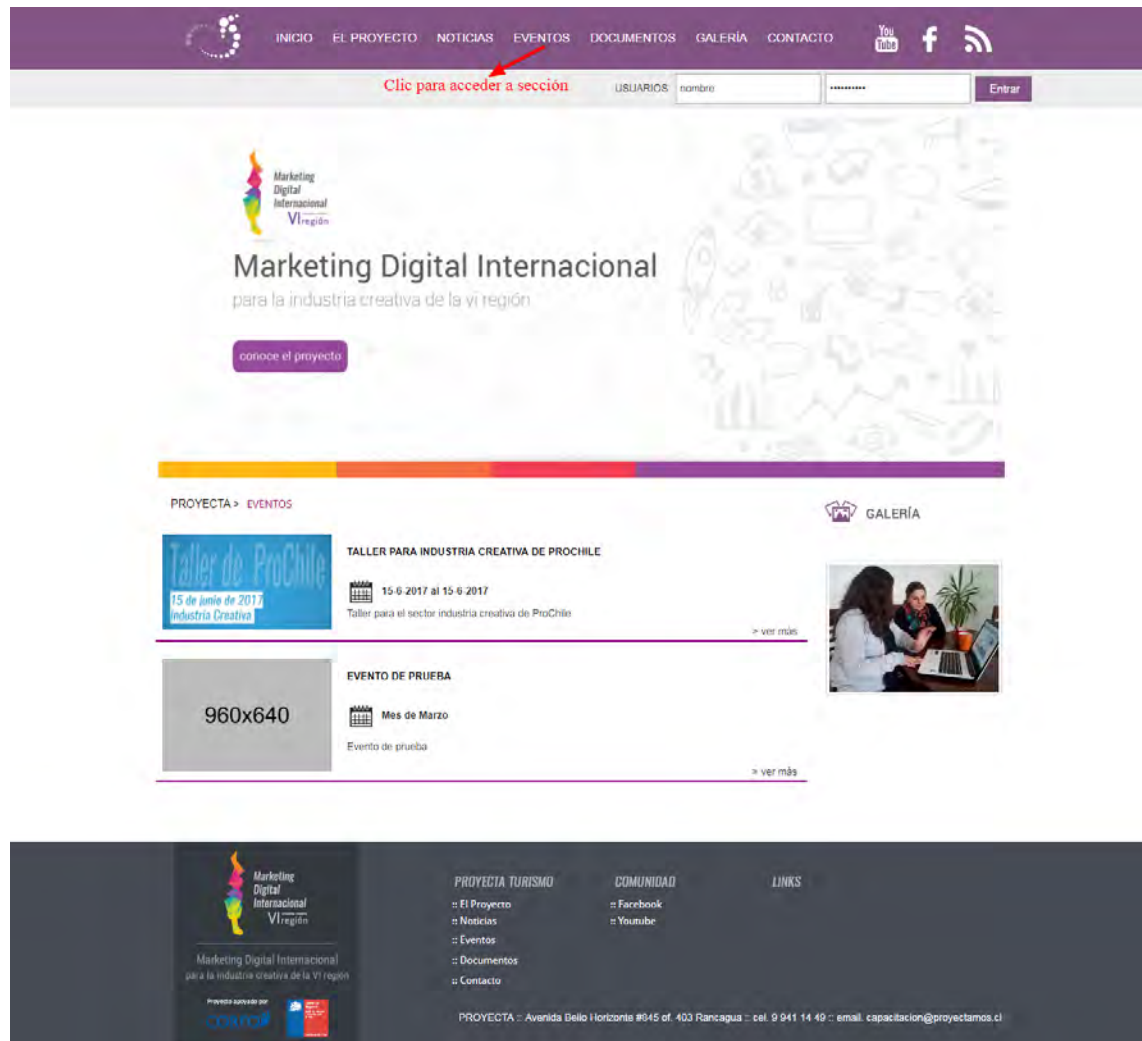 INICIO EL PROYECTO NOTICIAS EVENTOS DOCUMENTOS GALERÍA CONTACTO You Tube
Clic para acceder a sección
USUARIOS nombre •••••••••• Entrar
Marketing
Digital
Internacional
VI región
Marketing Digital Internacional
para la industria creativa de la vi región
conoce el proyecto
PROYECTA > EVENTOS
GALERÍA
Taller de ProChile
15 de junio de 2017
Industria Creativa
TALLER PARA INDUSTRIA CREATIVA DE PROCHILE
15-6-2017 al 15-6-2017
Taller para el sector industria creativa de ProChile
> ver más
960x640
EVENTO DE PRUEBA
Mes de Marzo
Evento de prueba
> ver más
Marketing
Digital
Internacional
VI región
Marketing Digital Internacional
para la industria creativa de la VI región
Proyecto apoyado por
CORFO
PROYECTA TURISMO
:: El Proyecto
:: Noticias
:: Eventos
:: Documentos
:: Contacto
COMUNIDAD
:: Facebook
:: Youtube
LINKS
PROYECTA :: Avenida Bello Horizonte #845 of. 403 Rancagua :: cel. 9 941 14 49 :: email. capacitacion@proyectamos.cl